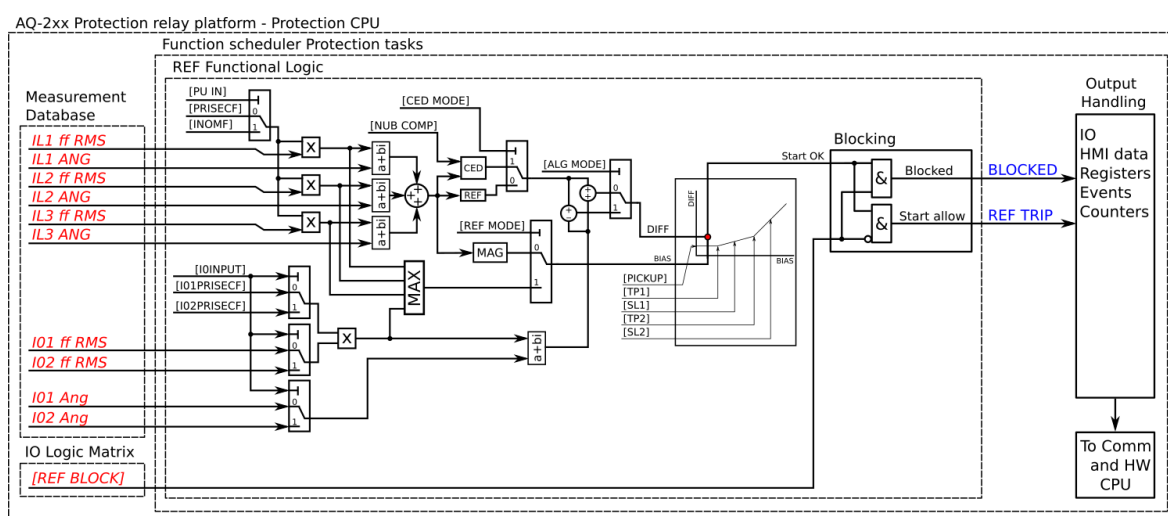 AQ-2xx Protection relay platform - Protection CPU
Function scheduler Protection tasks
REF Functional Logic
Measurement
Database
IL1 ff RMS
IL1 ANG
IL2 ff RMS
IL2 ANG
IL3 ff RMS
IL3 ANG
I01 ff RMS
I02 ff RMS
I01 Ang
I02 Ang
IO Logic Matrix
[REF BLOCK]
[PU IN]
[PRISECF]
[INOMF]
0
1
X
X
X
a+bi
a+bi
a+bi
+
+
+
[CED MODE]
[NUB COMP]
CED
REF
1
0
[ALG MODE]
+
+
0
1
[REF MODE]
MAG
0
1
MAX
[I0INPUT]
[I01PRISECF]
[I02PRISECF]
0
1
0
1
X
0
1
a+bi
DIFF
BIAS
DIFF
BIAS
[PICKUP]
[TP1]
[SL1]
[TP2]
[SL2]
Start OK
Blocking
&
Blocked
&
Start allow
BLOCKED
REF TRIP
Output
Handling
IO
HMI data
Registers
Events
Counters
To Comm
and HW
CPU